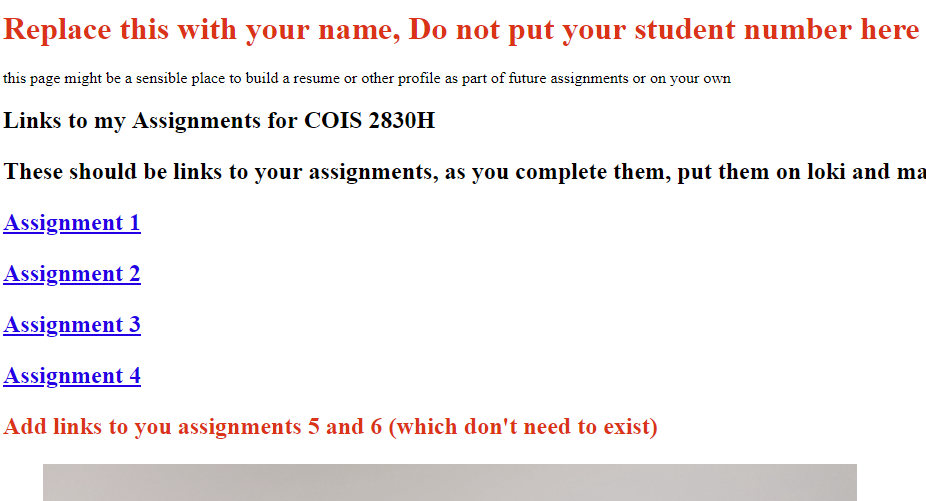 Replace this with your name, Do not put your student number here
this page might be a sensible place to build a resume or other profile as part of future assignments or on your own
Links to my Assignments for COIS 2830H
These should be links to your assignments, as you complete them, put them on loki and ma
Assignment 1
Assignment 2
Assignment 3
Assignment 4
Add links to you assignments 5 and 6 (which don't need to exist)